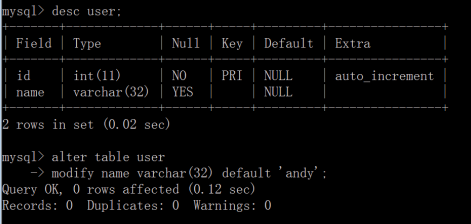 mysql> desc user;
+-------+-------------+------+-----+---------+----------------+
| Field | Type | Null | Key | Default | Extra |
+-------+-------------+------+-----+---------+----------------+
| id | int(11) | NO | PRI | NULL | auto_increment |
| name | varchar(32) | YES | | NULL | |
+-------+-------------+------+-----+---------+----------------+
2 rows in set (0.02 sec)
mysql> alter table user
-> modify name varchar(32) default 'andy';
Query OK, 0 rows affected (0.12 sec)
Records: 0 Duplicates: 0 Warnings: 0